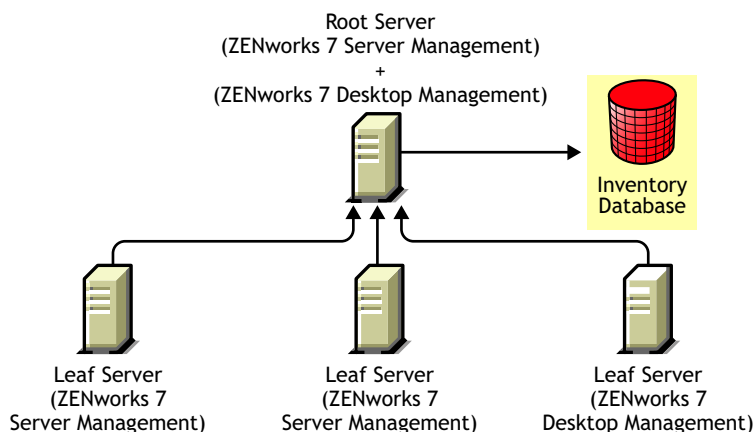 Root Server
(ZENworks 7 Server Management)
+
(ZENworks 7 Desktop Management)
Inventory
Database
Leaf Server
(ZENworks 7
Server Management)
Leaf Server
(ZENworks 7
Server Management)
Leaf Server
(ZENworks 7
Desktop Management)